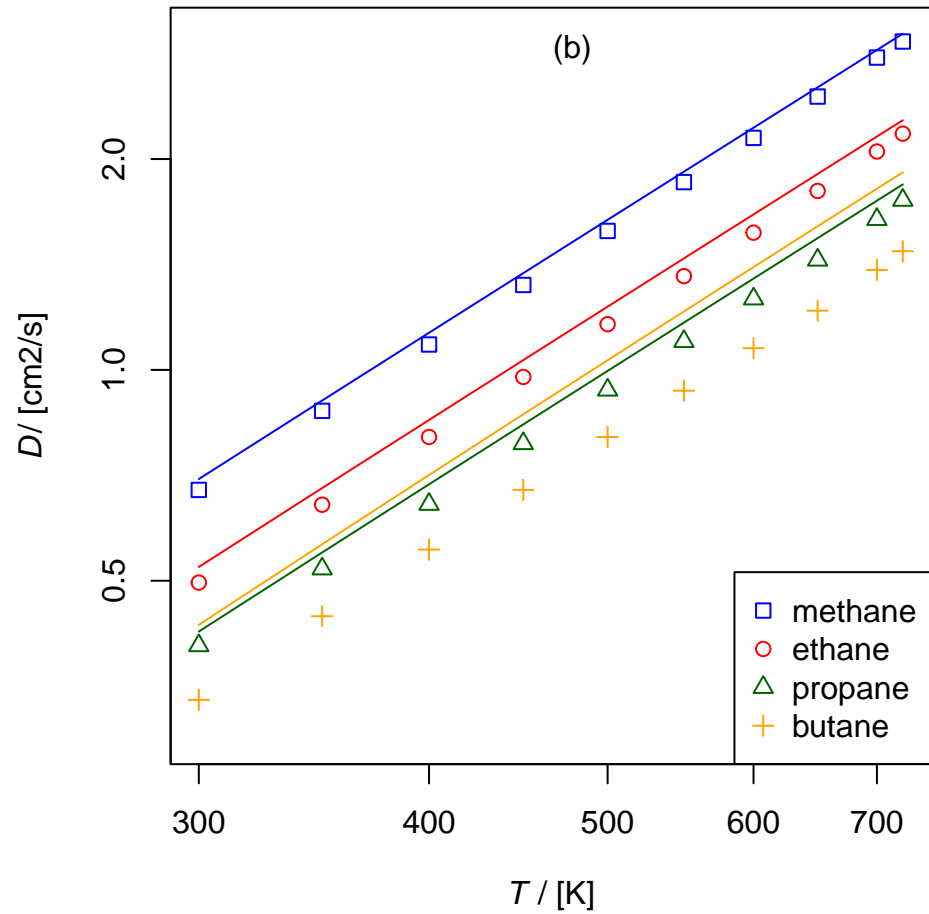 (b)
D/ [cm2/s]
2.0
1.0
0.5
methane
ethane
propane
butane
300 400 500 600 700
T / [K]